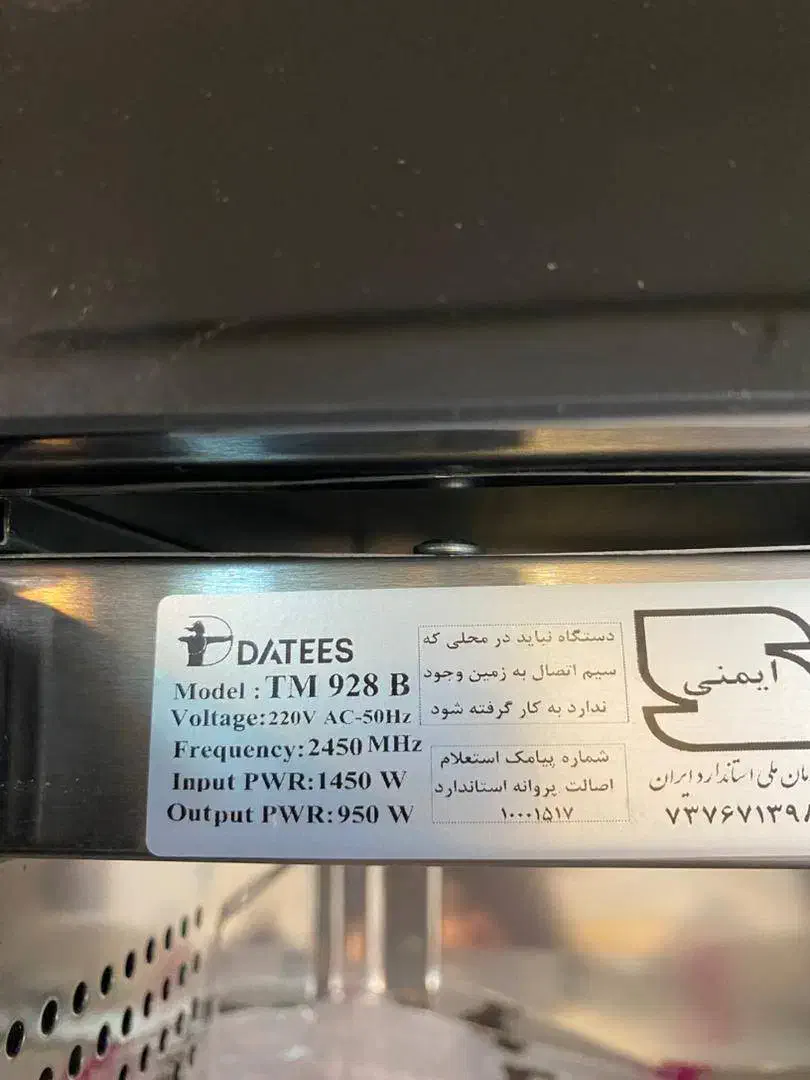 DATEES
Model : TM 928 B
Voltage:220V AC-50Hz
Frequency:2450 MHz
Input PWR:1450 W
Output PWR:950 W
دستگاه نباید در محلی که
سیم اتصال به زمین وجود
ندارد به کار گرفته شود
شماره پیامک استعلام
اصالت پروانه استاندارد
۱۰۰۰۱۵۱۷
ایمنی
ملی استاندارد ایران
۷۳۷۶۷۱۳۹۸